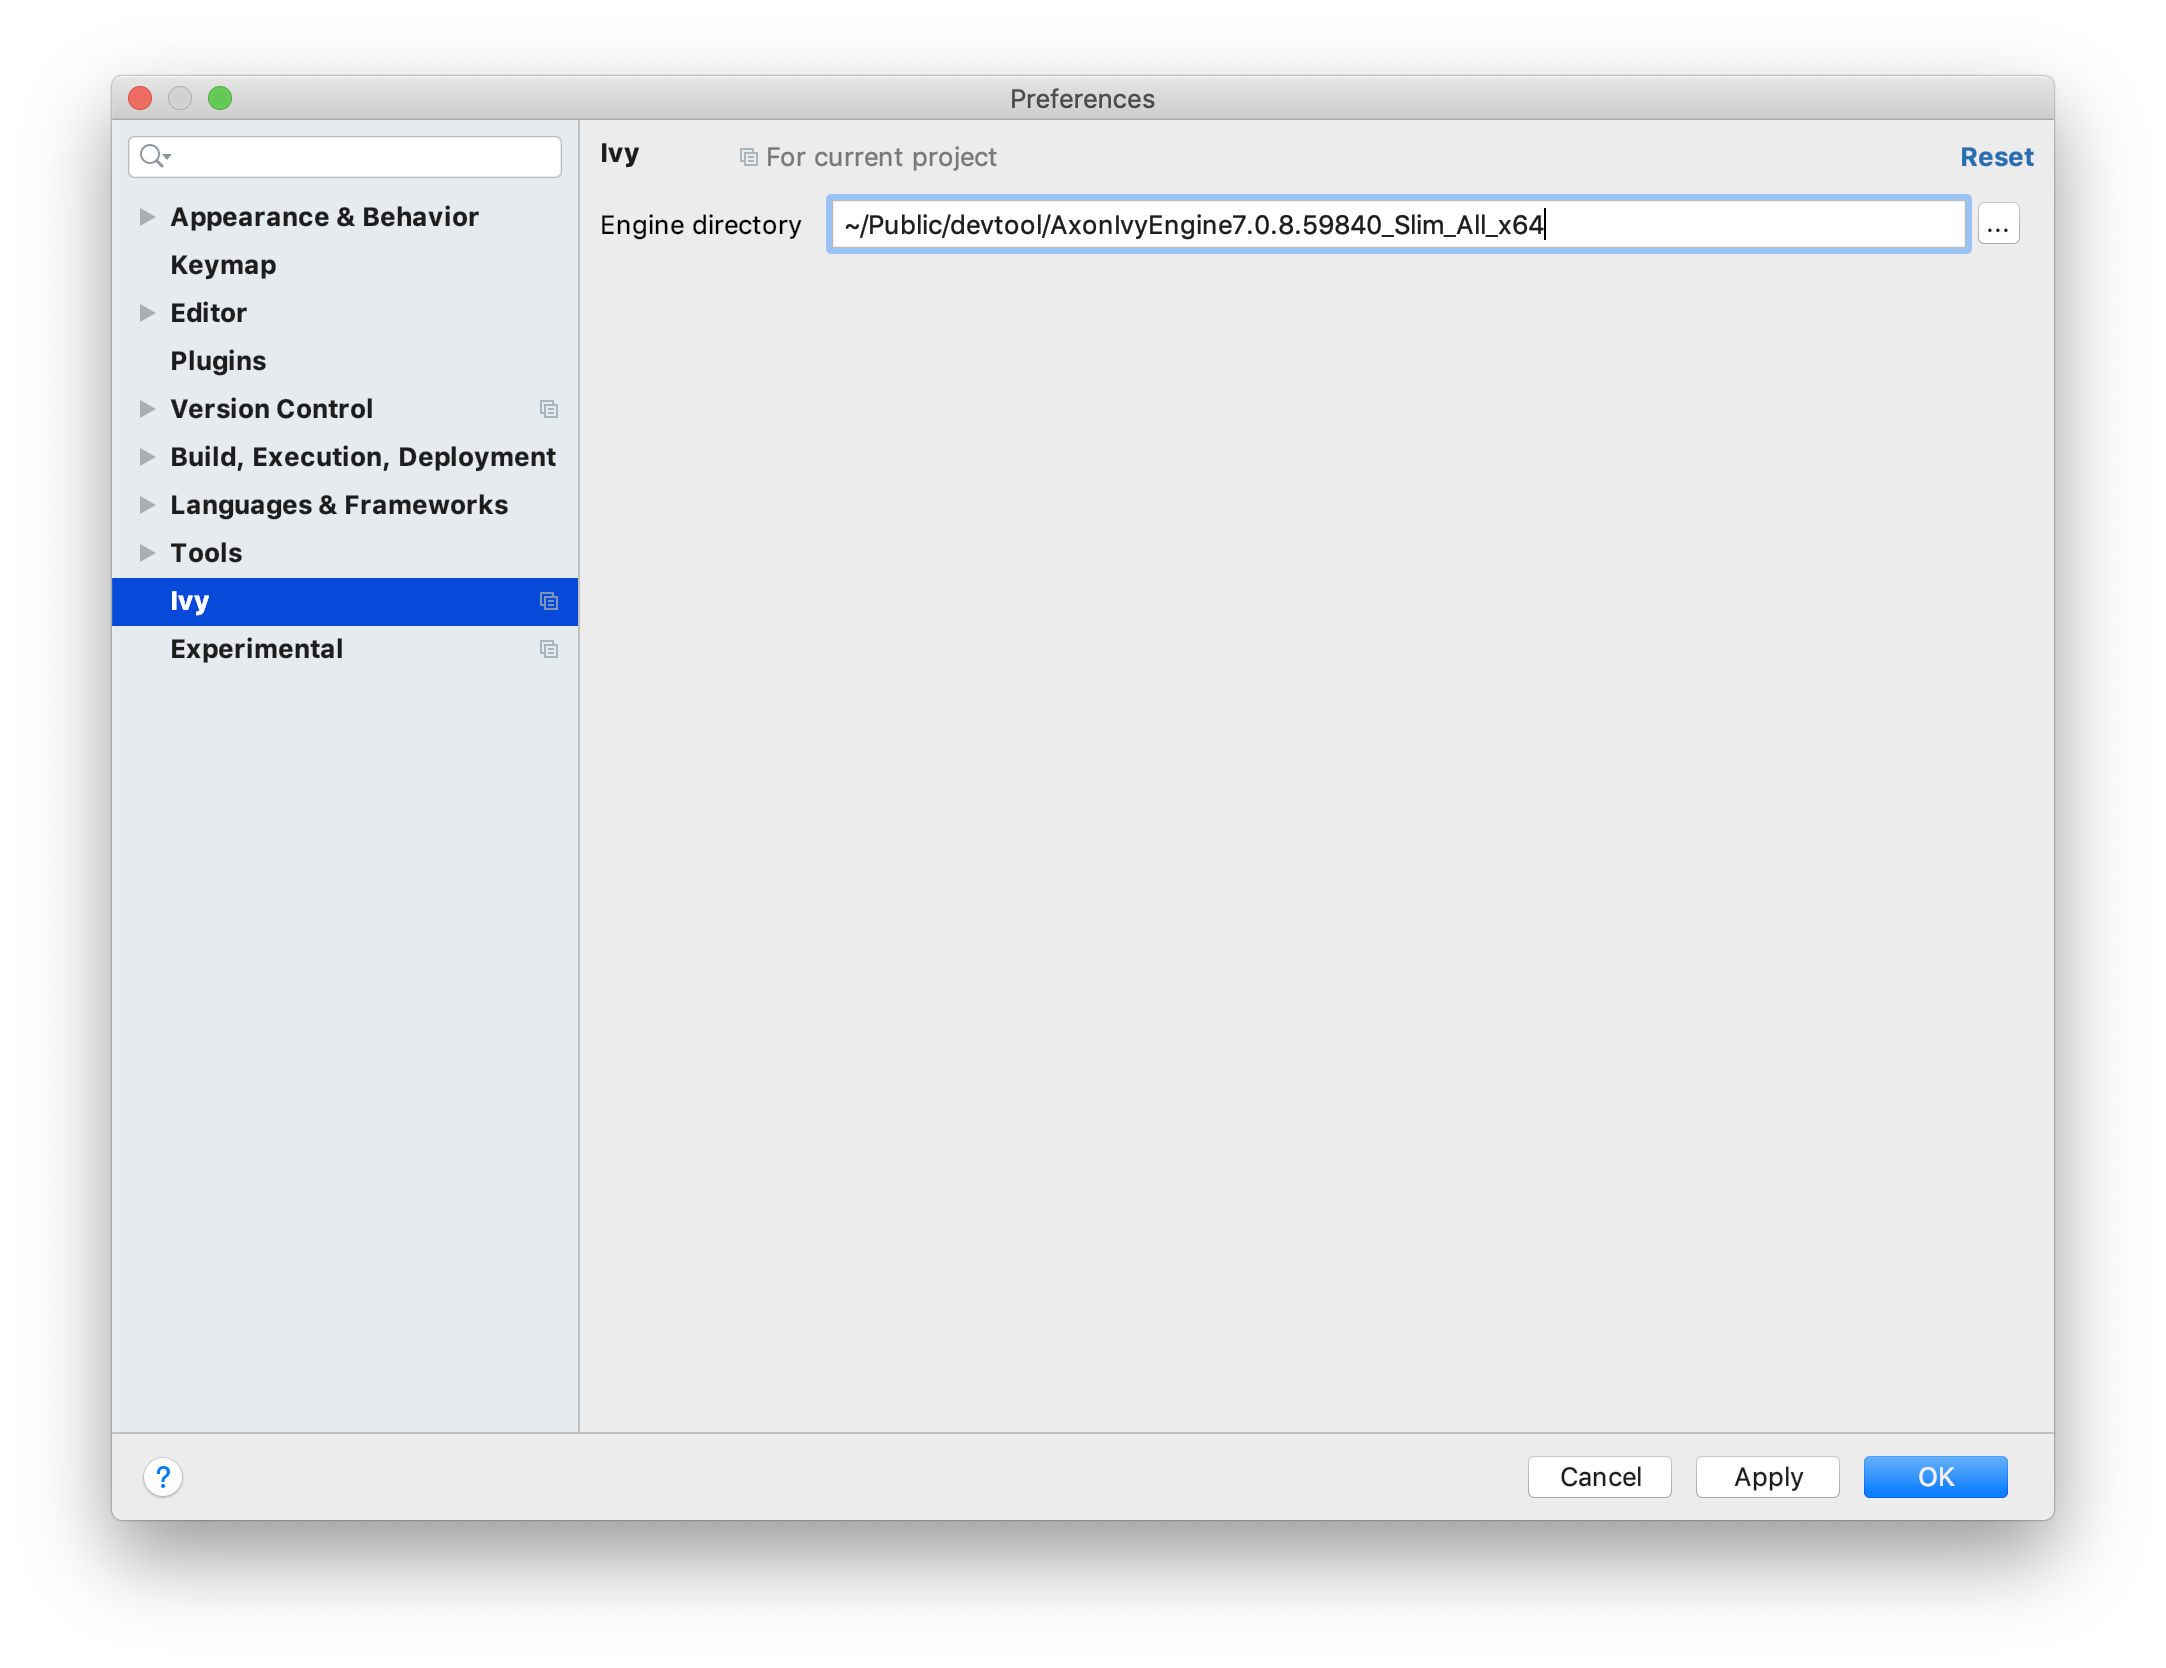 Preferences
Appearance & Behavior
Keymap
Editor
Plugins
Version Control
Build, Execution, Deployment
Languages & Frameworks
Tools
Ivy
Experimental
Ivy
For current project
Reset
Engine directory
~/Public/devtool/AxonIvyEngine7.0.8.59840_Slim_All_x64
...
?
Cancel
Apply
OK